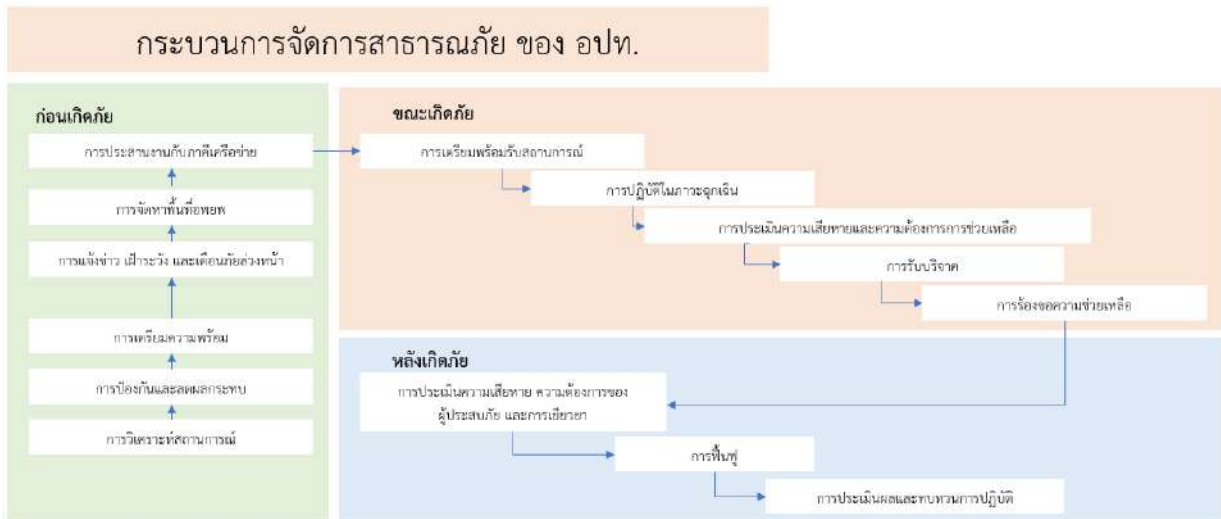 กระบวนการจัดการสาธารณภัย ของ อปท.
ก่อนเกิดภัย
การประสานงานกับภาคีเครือข่าย
การจัดหาพื้นที่อพยพ
การแจ้งข่าว เฝ้าระวัง และเตือนภัยล่วงหน้า
การเตรียมความพร้อม
การป้องกันและลดผลกระทบ
การวิเคราะห์สถานการณ์
ขณะเกิดภัย
การเตรียมพร้อมรับสถานการณ์
การปฏิบัติในภาวะฉุกเฉิน
การประเมินความเสียหายและความต้องการการช่วยเหลือ
การรับบริจาค
การร้องขอความช่วยเหลือ
หลังเกิดภัย
การประเมินความเสียหาย ความต้องการของ
ผู้ประสบภัย และการเยียวยา
การฟื้นฟู
การประเมินผลและทบทวนการปฏิบัติ